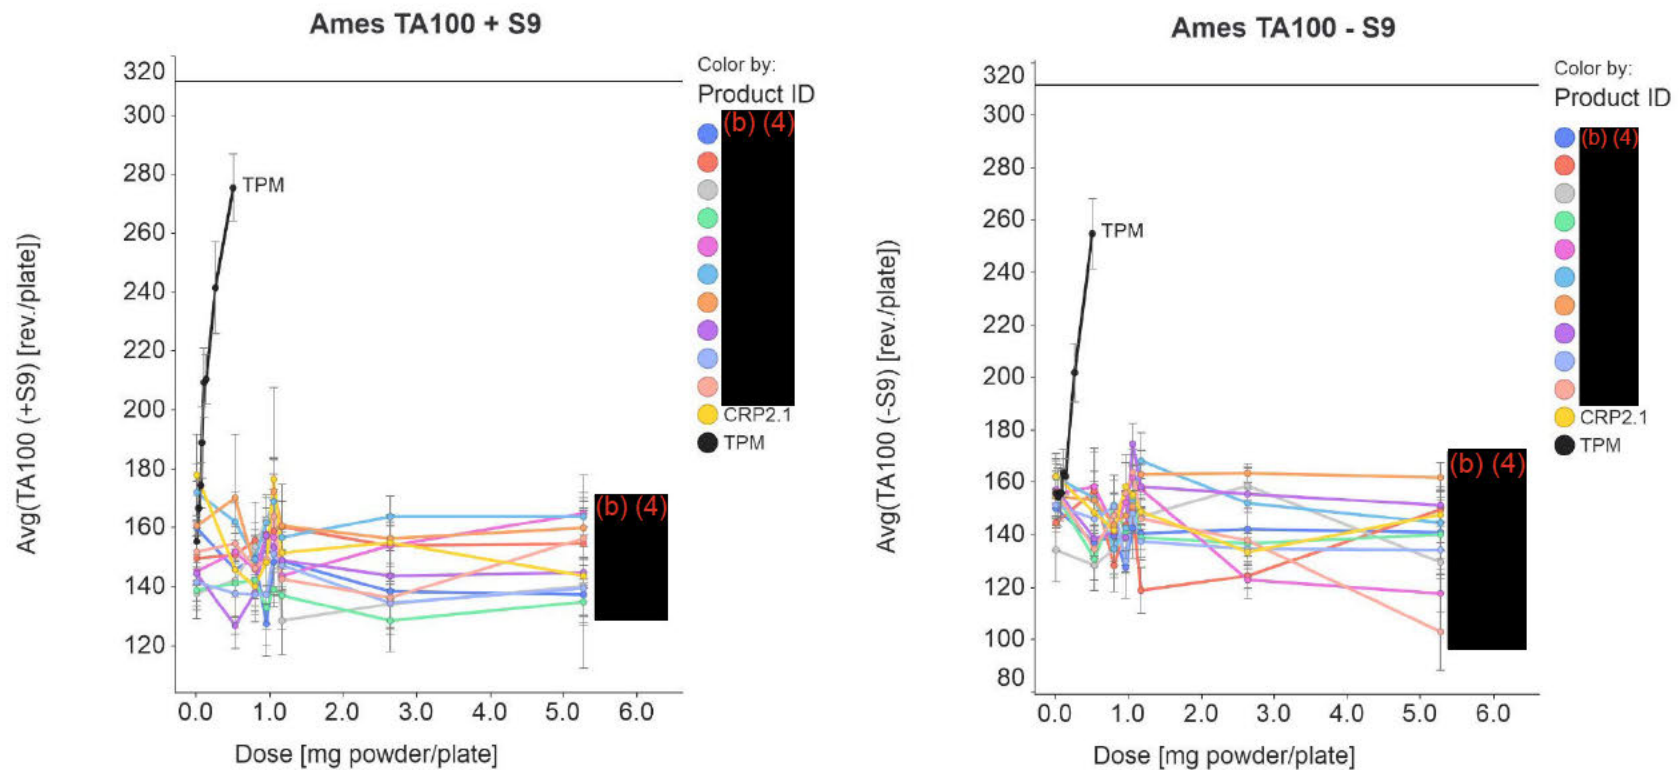 Ames TA100 + S9
Avg(TA100 (+S9) [rev./plate])
320
300
280
260
240
220
200
180
160
140
120
TPM
(b) (4)
0.0 1.0 2.0 3.0 4.0 5.0 6.0
Dose [mg powder/plate]
Color by:
Product ID
(b) (4)
CRP2.1
TPM
Ames TA100 - S9
Avg(TA100 (-S9) [rev./plate])
320
300
280
260
240
220
200
180
160
140
120
100
80
TPM
(b) (4)
0.0 1.0 2.0 3.0 4.0 5.0 6.0
Dose [mg powder/plate]
Color by:
Product ID
(b) (4)
CRP2.1
TPM